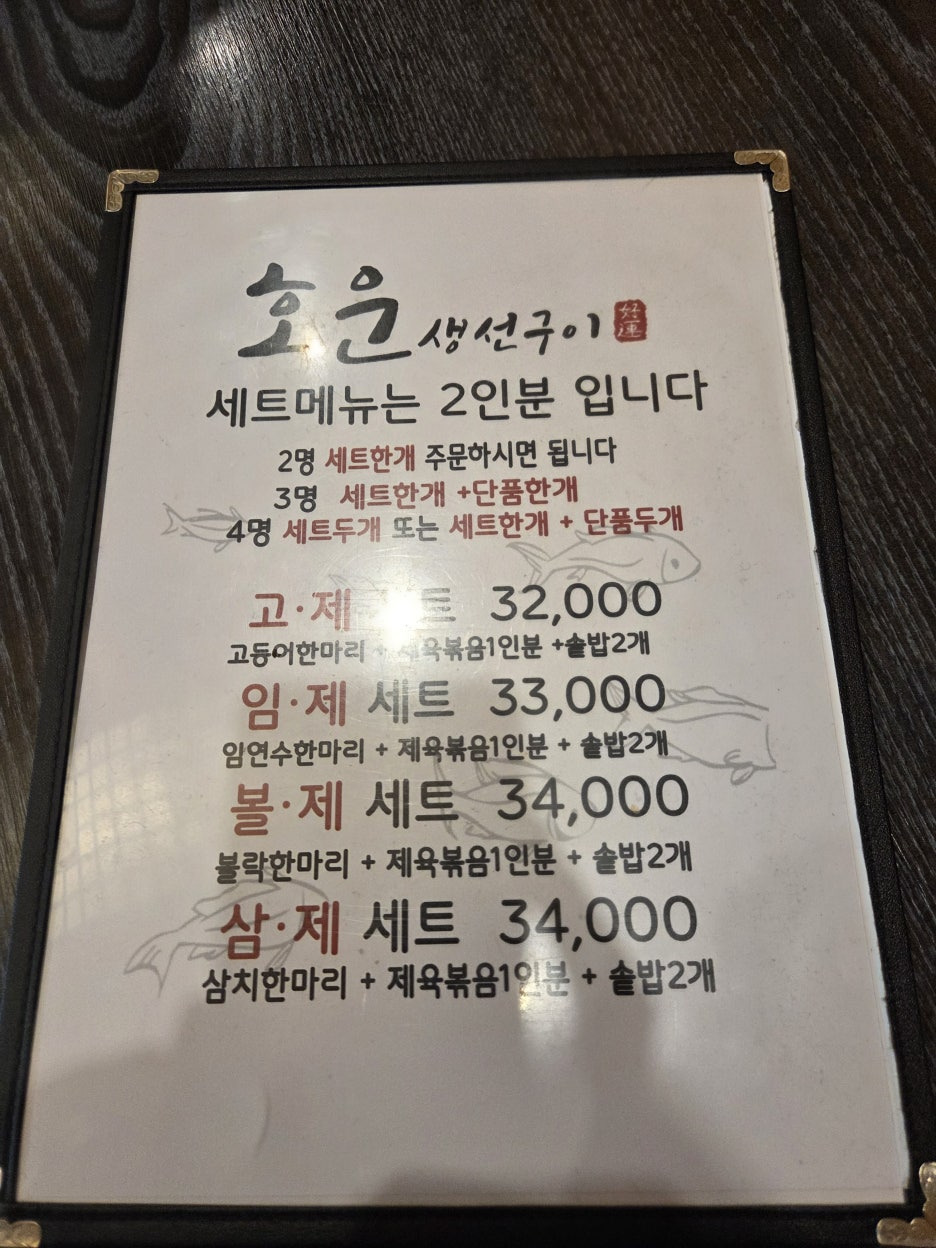 호운 생선구이 好運
세트메뉴는 2인분 입니다
2명 세트한개 주문하시면 됩니다
3명 세트한개 +단품한개
4명 세트두개 또는 세트한개 + 단품두개
고·제 세트 32,000
고등어한마리 + 제육볶음1인분 +솥밥2개
임·제 세트 33,000
임연수한마리 + 제육볶음1인분 + 솥밥2개
볼·제 세트 34,000
볼락한마리 + 제육볶음1인분 + 솥밥2개
삼·제 세트 34,000
삼치한마리 + 제육볶음1인분 + 솥밥2개